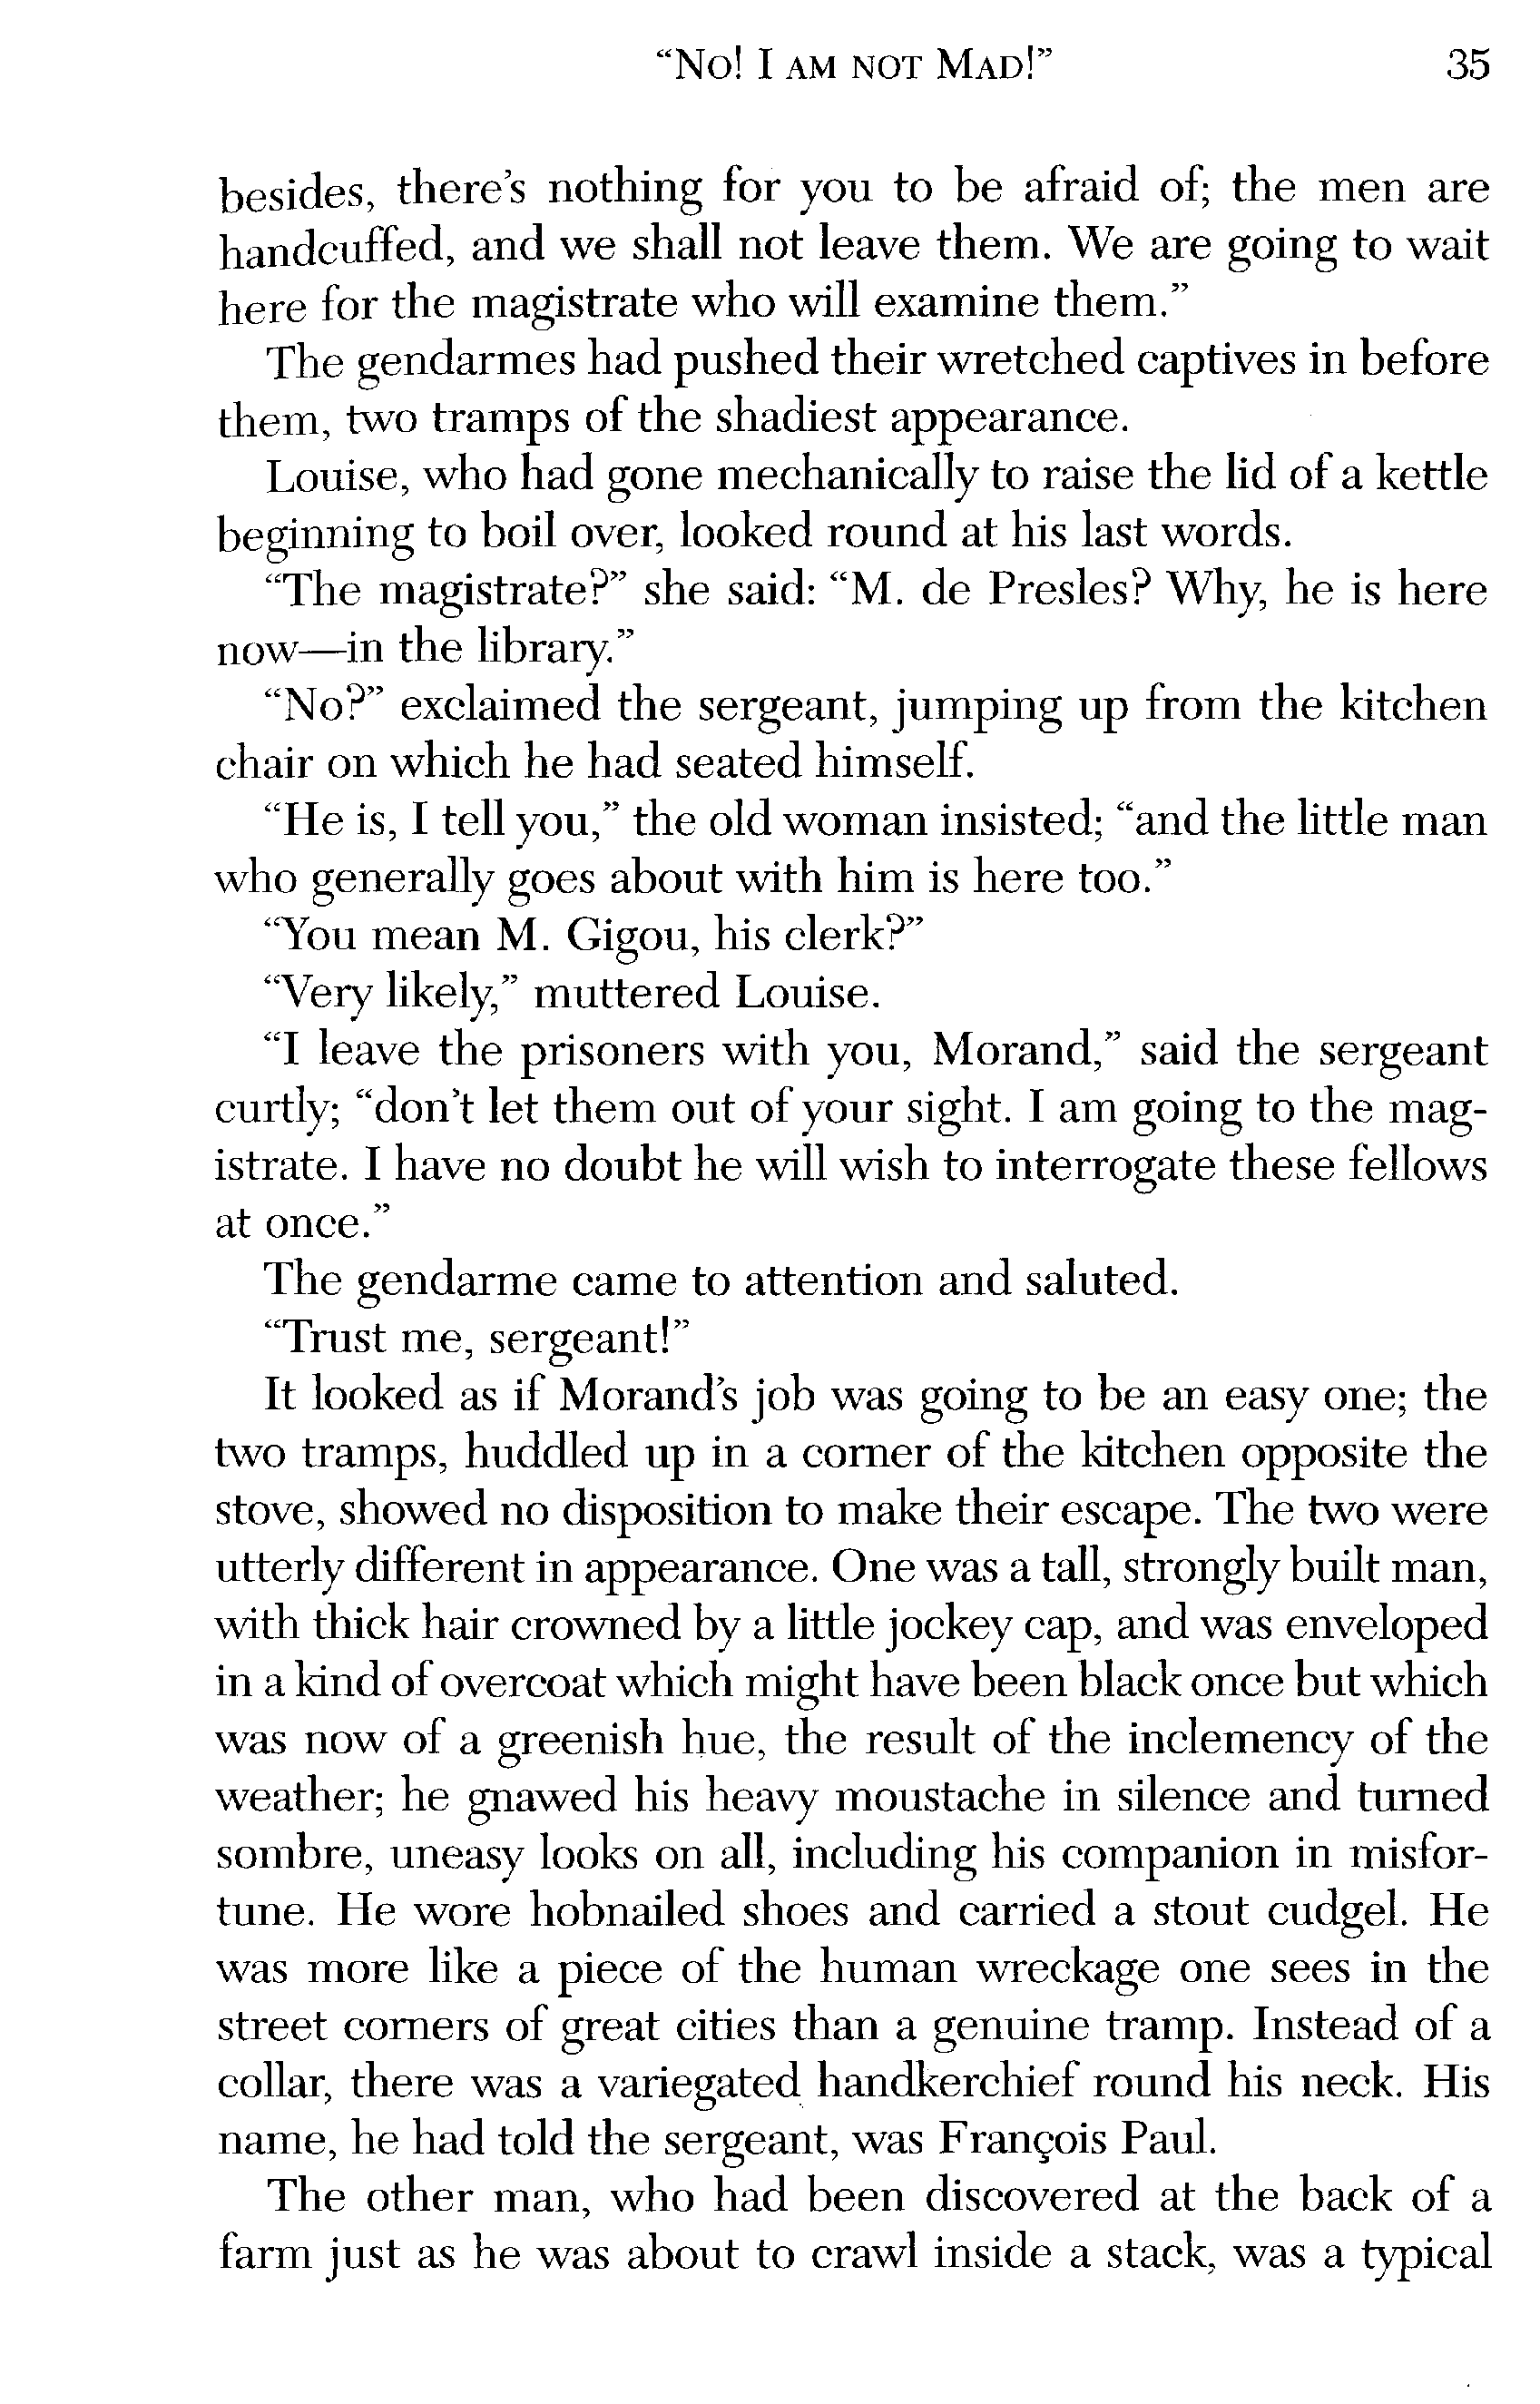 “No! I am not Mad!” 35
besides, there’s nothing for you to be afraid of; the men are
handcuffed, and we shall not leave them. We are going to wait
here for the magistrate who will examine them.”
The gendarmes had pushed their wretched captives in before
them, two tramps of the shadiest appearance.
Louise, who had gone mechanically to raise the lid of a kettle
beginning to boil over, looked round at his last words.
“The magistrate?” she said: “M. de Presles? Why, he is here
now—in the library.”
“No?” exclaimed the sergeant, jumping up from the kitchen
chair on which he had seated himself.
“He is, I tell you,” the old woman insisted; “and the little man
who generally goes about with him is here too.”
“You mean M. Gigou, his clerk?”
“Very likely,” muttered Louise.
“I leave the prisoners with you, Morand,” said the sergeant
curtly; “don’t let them out of your sight. I am going to the mag-
istrate. I have no doubt he will wish to interrogate these fellows
at once.”
The gendarme came to attention and saluted.
“Trust me, sergeant!”
It looked as if Morand’s job was going to be an easy one; the
two tramps, huddled up in a corner of the kitchen opposite the
stove, showed no disposition to make their escape. The two were
utterly different in appearance. One was a tall, strongly built man,
with thick hair crowned by a little jockey cap, and was enveloped
in a kind of overcoat which might have been black once but which
was now of a greenish hue, the result of the inclemency of the
weather; he gnawed his heavy moustache in silence and turned
sombre, uneasy looks on all, including his companion in misfor-
tune. He wore hobnailed shoes and carried a stout cudgel. He
was more like a piece of the human wreckage one sees in the
street corners of great cities than a genuine tramp. Instead of a
collar, there was a variegated handkerchief round his neck. His
name, he had told the sergeant, was François Paul.
The other man, who had been discovered at the back of a
farm just as he was about to crawl inside a stack, was a typical